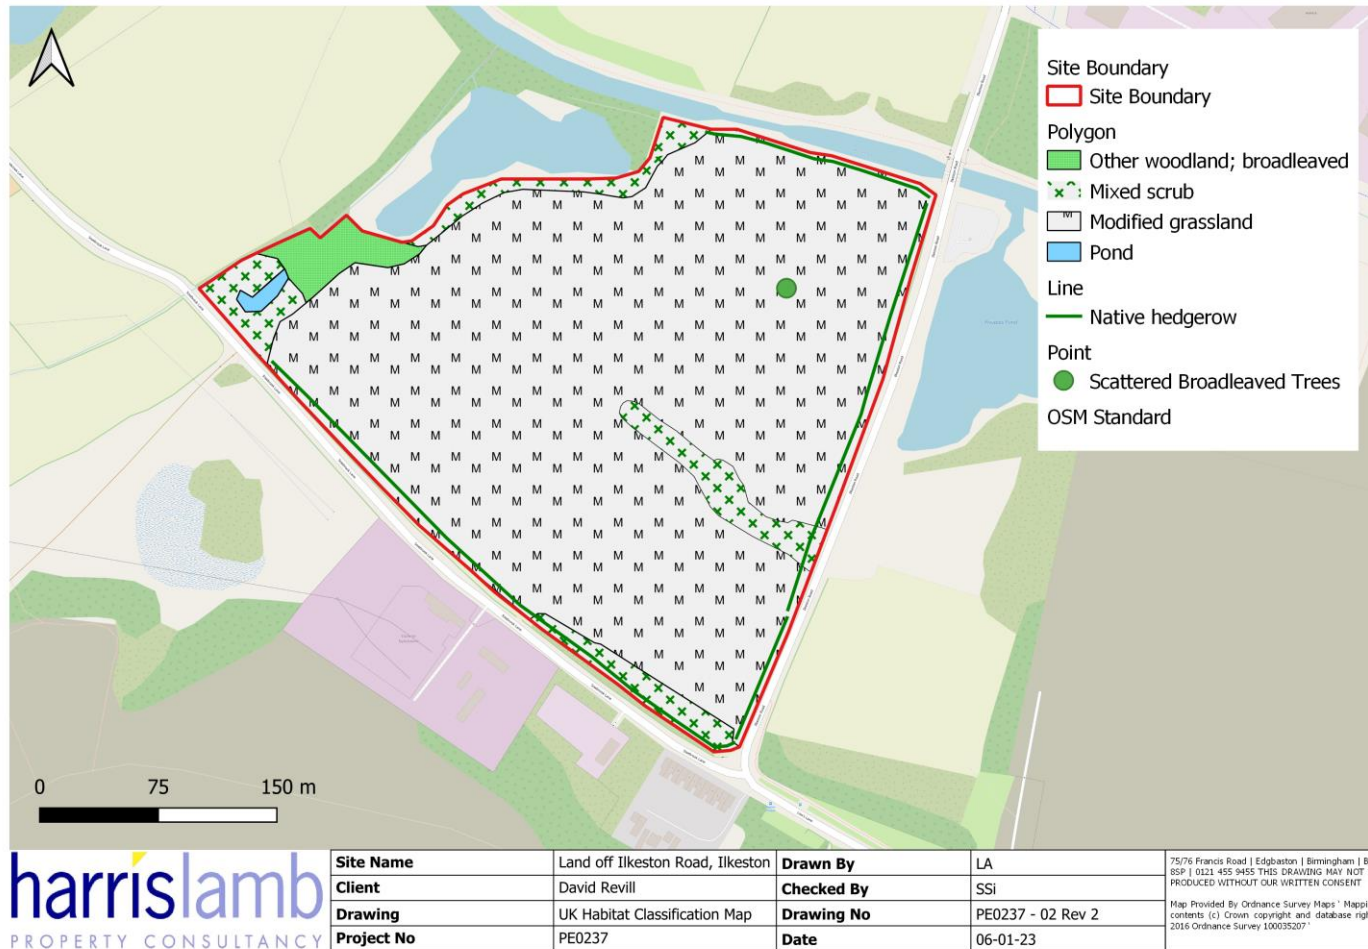 Site Boundary
Site Boundary
Polygon
Other woodland; broadleaved
Mixed scrub
Modified grassland
Pond
Line
Native hedgerow
Point
Scattered Broadleaved Trees
OSM Standard
0 75 150 m
harrislamb
PROPERTY CONSULTANCY
Site Name Land off Ilkeston Road, Ilkeston Drawn By LA
Client David Revill Checked By SSi
Drawing UK Habitat Classification Map Drawing No PE0237 - 02 Rev 2
Project No PE0237 Date 06-01-23
75/76 Francis Road | Edgbaston | Birmingham | B
8SP | 0121 455 9455 THIS DRAWING MAY NOT
PRODUCED WITHOUT OUR WRITTEN CONSENT
Map Provided By Ordnance Survey Maps ' Mappi
contents (c) Crown copyright and database righ
2016 Ordnance Survey 100035207 '